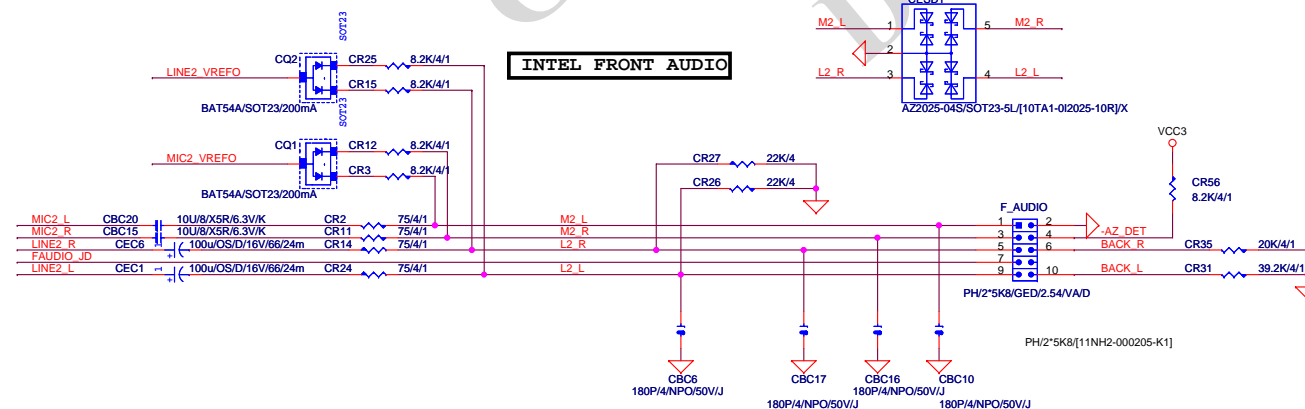 SOT23
CQ2
CR25 8.2K/4/1
LINE2_VREFO
CR15 8.2K/4/1
BAT54A/SOT23/200mA
INTEL FRONT AUDIO
M2_L 1 5 M2_R
2
L2_R 3 4 L2_L
AZ2025-04S/SOT23-5L/[10TA1-0I2025-10R]/X
SOT23
CQ1
CR12 8.2K/4/1
MIC2_VREFO
CR3 8.2K/4/1
BAT54A/SOT23/200mA
CR27 22K/4
CR26 22K/4
VCC3
CR56
8.2K/4/1
F_AUDIO
MIC2_L CBC20 10U/8/X5R/6.3V/K CR2 75/4/1 M2_L 1 2
MIC2_R CBC15 10U/8/X5R/6.3V/K CR11 75/4/1 M2_R 3 4 -AZ_DET
LINE2_R CEC6 1 + 100u/OS/D/16V/66/24m CR14 75/4/1 L2_R 5 6 BACK_R CR35 20K/4/1
FAUDIO_JD 7
LINE2_L CEC1 1 + 100u/OS/D/16V/66/24m CR24 75/4/1 L2_L 9 10 BACK_L CR31 39.2K/4/1
PH/2*5K8/GED/2.54/VA/D
PH/2*5K8/[11NH2-000205-K1]
CBC6 CBC17 CBC16 CBC10
180P/4/NPO/50V/J 180P/4/NPO/50V/J
180P/4/NPO/50V/J 180P/4/NPO/50V/J